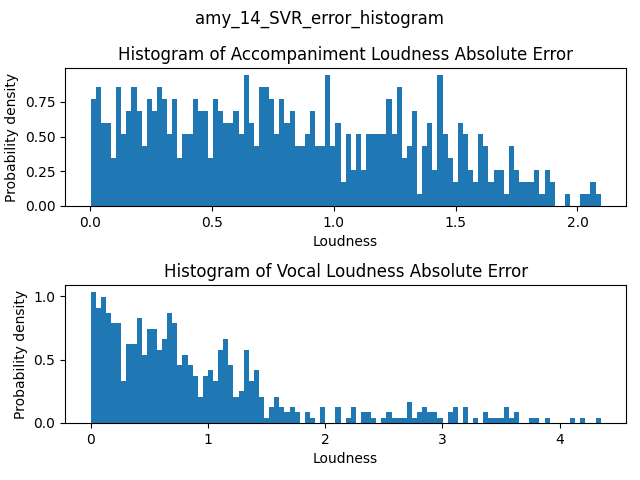 amy_14_SVR_error_histogram
Histogram of Accompaniment Loudness Absolute Error
Probability density
0.75
0.50
0.25
0.00
0.0 0.5 1.0 1.5 2.0
Loudness
Histogram of Vocal Loudness Absolute Error
Probability density
1.0
0.5
0.0
0 1 2 3 4
Loudness